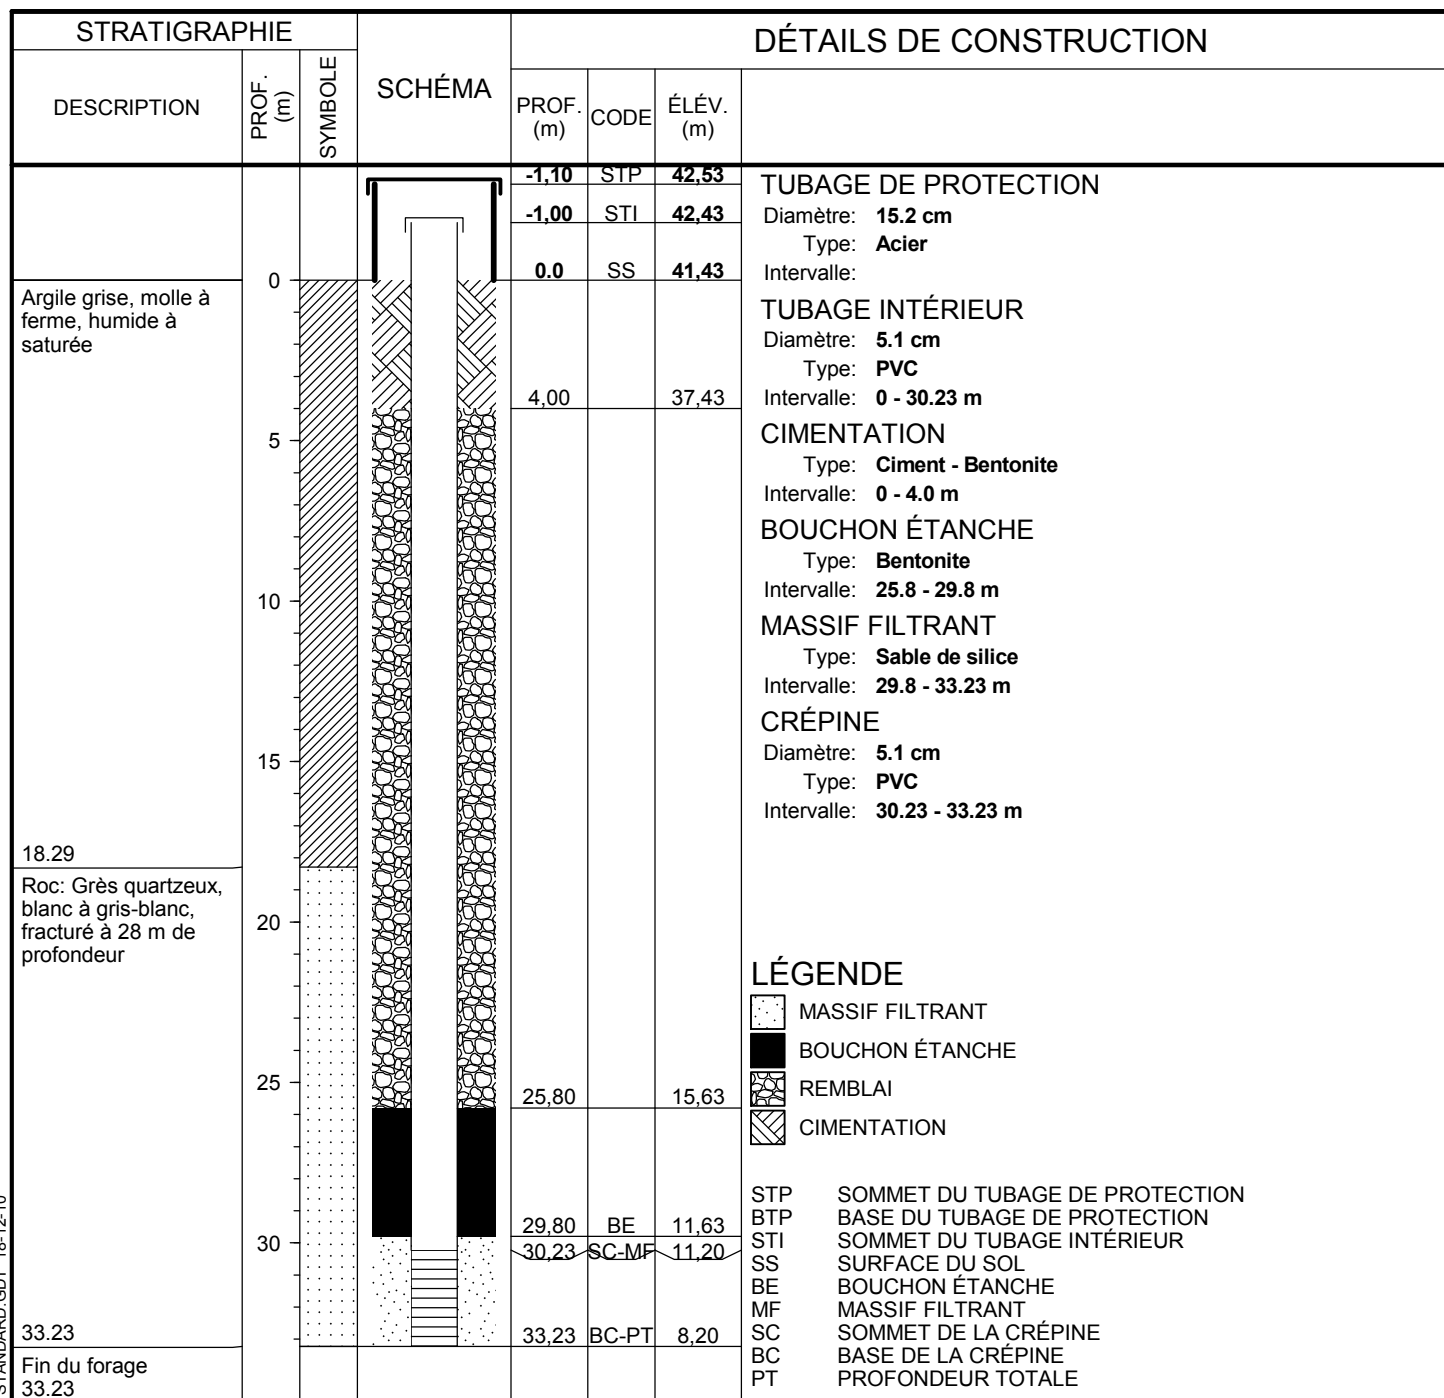 STRATIGRAPHIE
SCHÉMA
DÉTAILS DE CONSTRUCTION
DESCRIPTION
PROF. (m)
SYMBOLE
PROF. (m)
CODE
ÉLÉV. (m)
-1,10 STP 42,53
-1,00 STI 42,43
0.0 SS 41,43
4,00 37,43
25,80 15,63
29,80 BE 11,63
30,23 SC-MF 11,20
33,23 BC-PT 8,20
Argile grise, molle à
ferme, humide à
saturée
18.29
Roc: Grès quartzeux,
blanc à gris-blanc,
fracturé à 28 m de
profondeur
33.23
Fin du forage
33.23
0
5
10
15
20
25
30
TUBAGE DE PROTECTION
Diamètre: 15.2 cm
Type: Acier
Intervalle:
TUBAGE INTÉRIEUR
Diamètre: 5.1 cm
Type: PVC
Intervalle: 0 - 30.23 m
CIMENTATION
Type: Ciment - Bentonite
Intervalle: 0 - 4.0 m
BOUCHON ÉTANCHE
Type: Bentonite
Intervalle: 25.8 - 29.8 m
MASSIF FILTRANT
Type: Sable de silice
Intervalle: 29.8 - 33.23 m
CRÉPINE
Diamètre: 5.1 cm
Type: PVC
Intervalle: 30.23 - 33.23 m
LÉGENDE
MASSIF FILTRANT
BOUCHON ÉTANCHE
REMBLAI
CIMENTATION
STP SOMMET DU TUBAGE DE PROTECTION
BTP BASE DU TUBAGE DE PROTECTION
STI SOMMET DU TUBAGE INTÉRIEUR
SS SURFACE DU SOL
BE BOUCHON ÉTANCHE
MF MASSIF FILTRANT
SC SOMMET DE LA CRÉPINE
BC BASE DE LA CRÉPINE
PT PROFONDEUR TOTALE
STANDARD.GDT 18-12-10